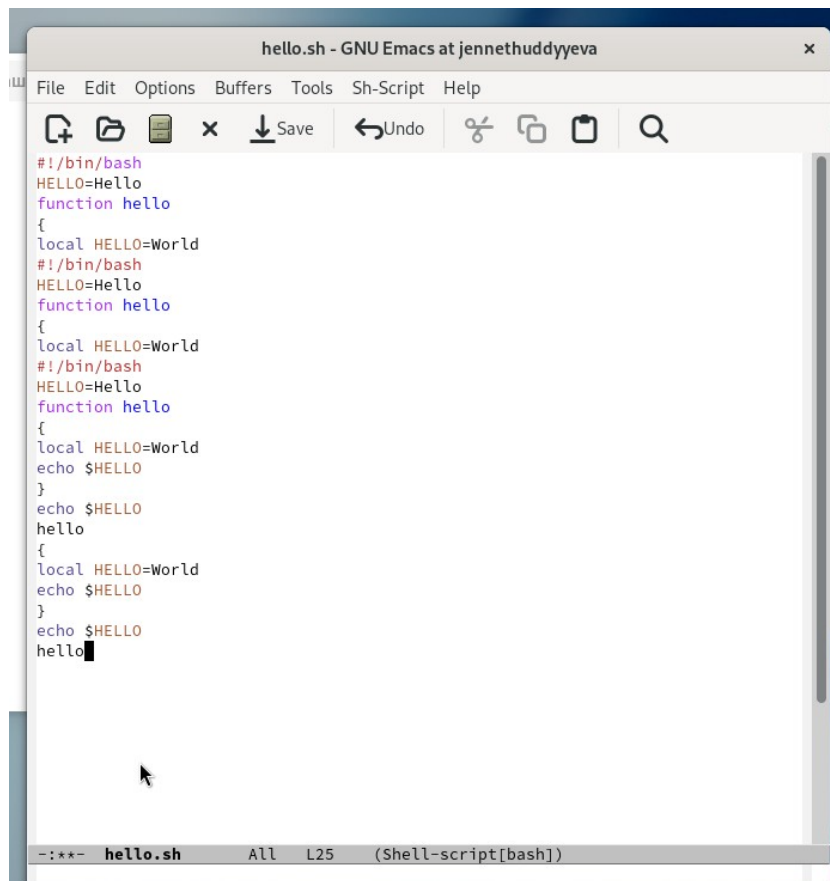 hello.sh - GNU Emacs at jennethuddyyeva
File Edit Options Buffers Tools Sh-Script Help
Save Undo
#!/bin/bash
HELLO=Hello
function hello
{
local HELLO=World
#!/bin/bash
HELLO=Hello
function hello
{
local HELLO=World
#!/bin/bash
HELLO=Hello
function hello
{
local HELLO=World
echo $HELLO
}
echo $HELLO
hello
{
local HELLO=World
echo $HELLO
}
echo $HELLO
hello
-:**- hello.sh All L25 (Shell-script[bash])